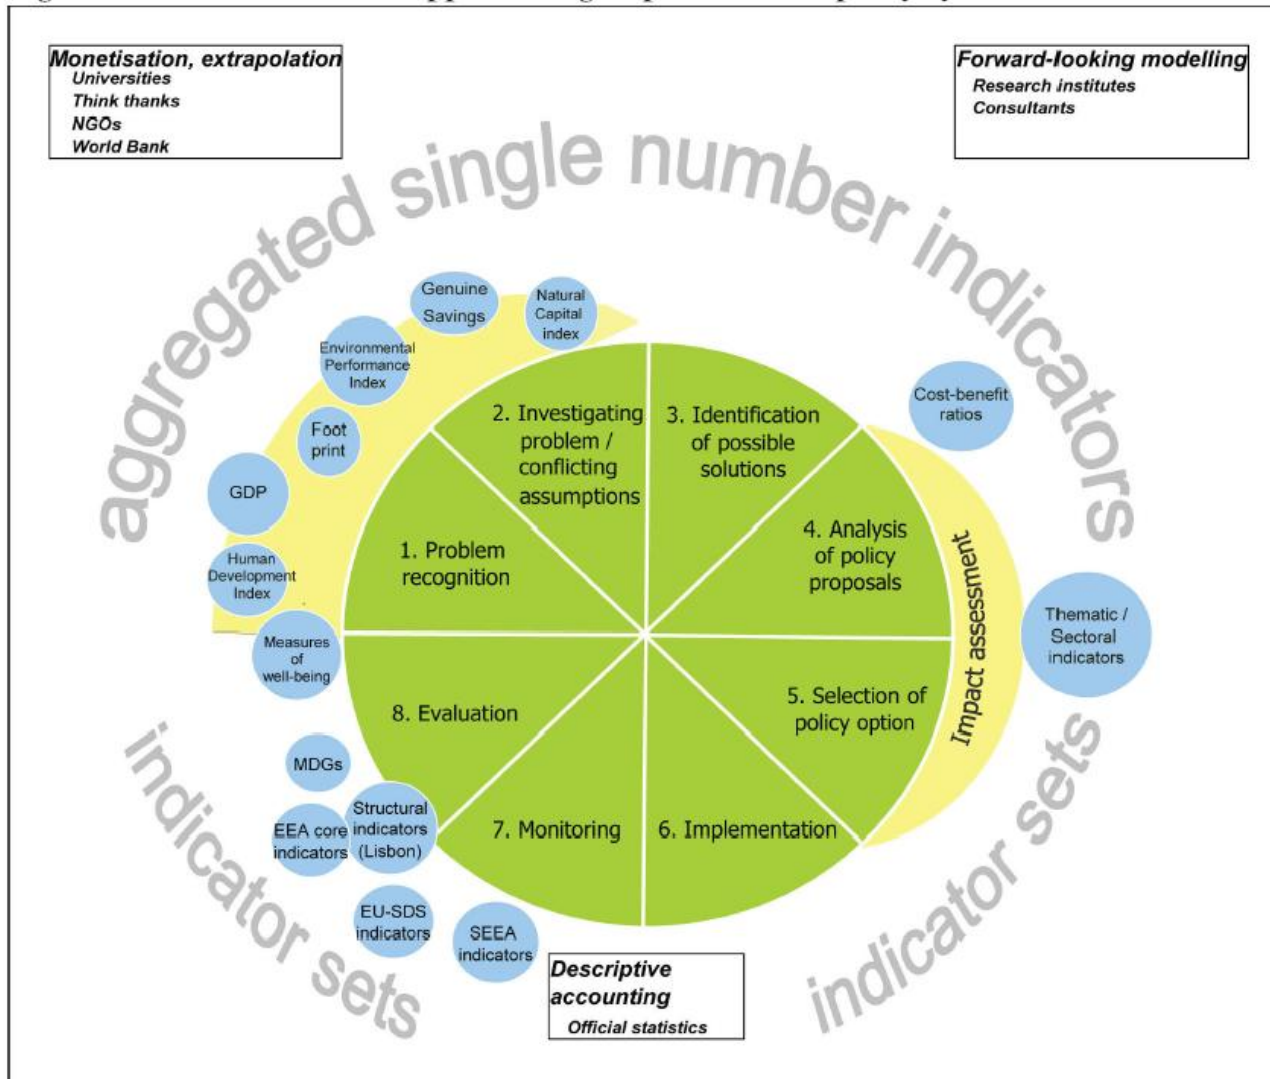 Monetisation, extrapolation
Universities
Think thanks
NGOs
World Bank
Forward-looking modelling
Research institutes
Consultants
aggregated single number indicators
Genuine
Savings
Natural
Capital
index
Environmental
Performance
Index
Foot
print
GDP
Human
Development
Index
Measures
of
well-being
Cost-benefit
ratios
Thematic /
Sectoral
indicators
Impact assessment
1. Problem
recognition
2. Investigating
problem /
conflicting
assumptions
3. Identification
of possible
solutions
4. Analysis
of policy
proposals
5. Selection of
policy option
6. Implementation
7. Monitoring
8. Evaluation
MDGs
Structural
indicators
(Lisbon)
EEA core
indicators
EU-SDS
indicators
SEEA
indicators
indicator sets
indicator sets
Descriptive
accounting
Official statistics